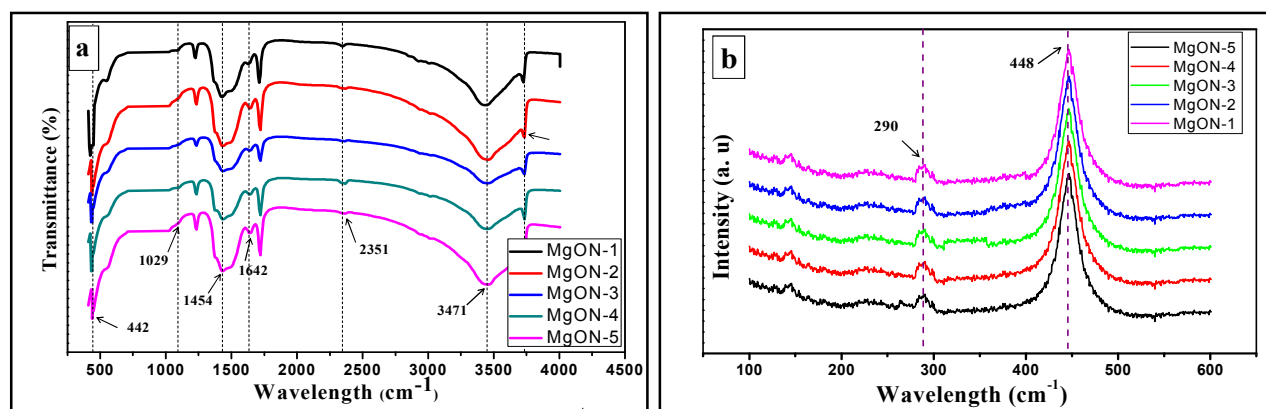 a
Transmittance (%)
1029
1454
1642
2351
3471
442
MgON-1
MgON-2
MgON-3
MgON-4
MgON-5
500 1000 1500 2000 2500 3000 3500 4000 4500
Wavelength (cm-1)
b
Intensity (a. u)
448
290
MgON-5
MgON-4
MgON-3
MgON-2
MgON-1
100 200 300 400 500 600
Wavelength (cm-1)